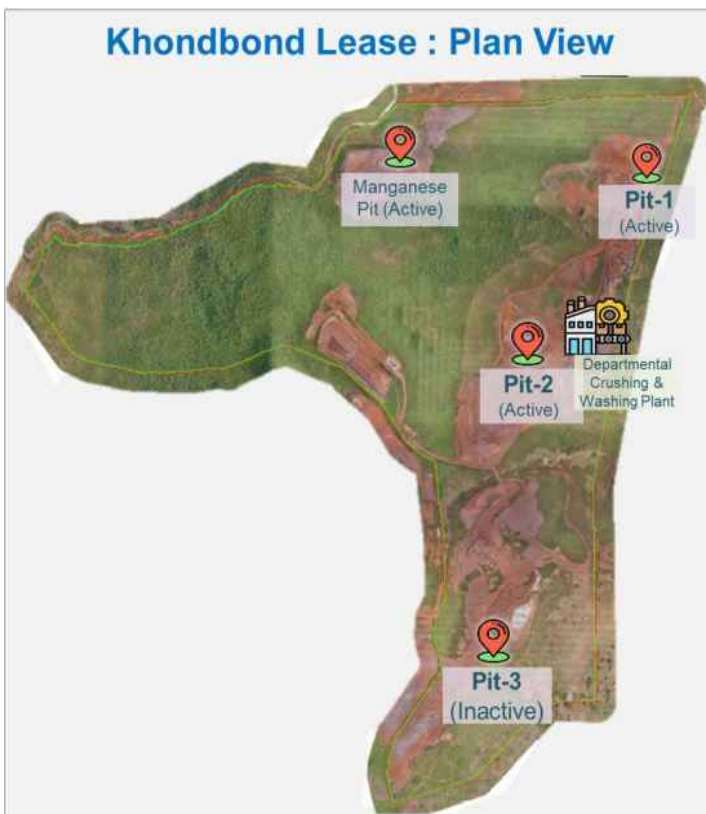 Khondbond Lease : Plan View
Manganese
Pit (Active)
Pit-1
(Active)
Pit-2
(Active)
Departmental
Crushing &
Washing Plant
Pit-3
(Inactive)